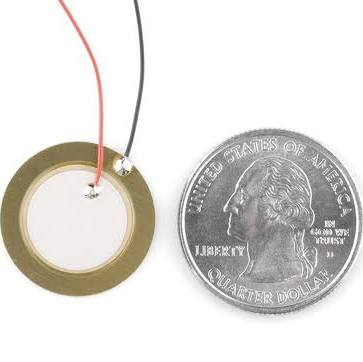 UNITED STATES OF AMERICA
LIBERTY
IN
GOD WE
TRUST
D
QUARTER DOLLAR